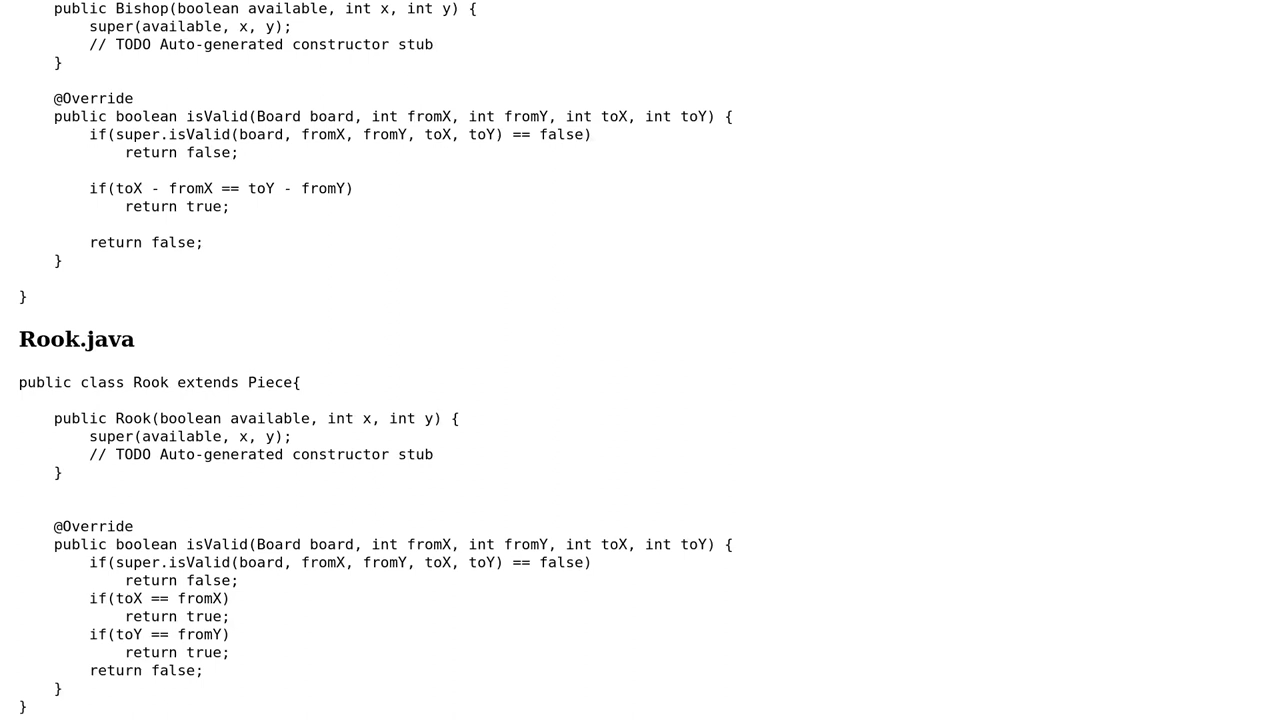 public Bishop(boolean available, int x, int y) {
        super(available, x, y);
        // TODO Auto-generated constructor stub
    }
    @Override
    public boolean isValid(Board board, int fromX, int fromY, int toX, int toY) {
        if(super.isValid(board, fromX, fromY, toX, toY) == false)
            return false;
        if(toX - fromX == toY - fromY)
            return true;
        return false;
    }
}
Rook.java
public class Rook extends Piece{
    public Rook(boolean available, int x, int y) {
        super(available, x, y);
        // TODO Auto-generated constructor stub
    }
    @Override
    public boolean isValid(Board board, int fromX, int fromY, int toX, int toY) {
        if(super.isValid(board, fromX, fromY, toX, toY) == false)
            return false;
        if(toX == fromX)
            return true;
        if(toY == fromY)
            return true;
        return false;
    }
}